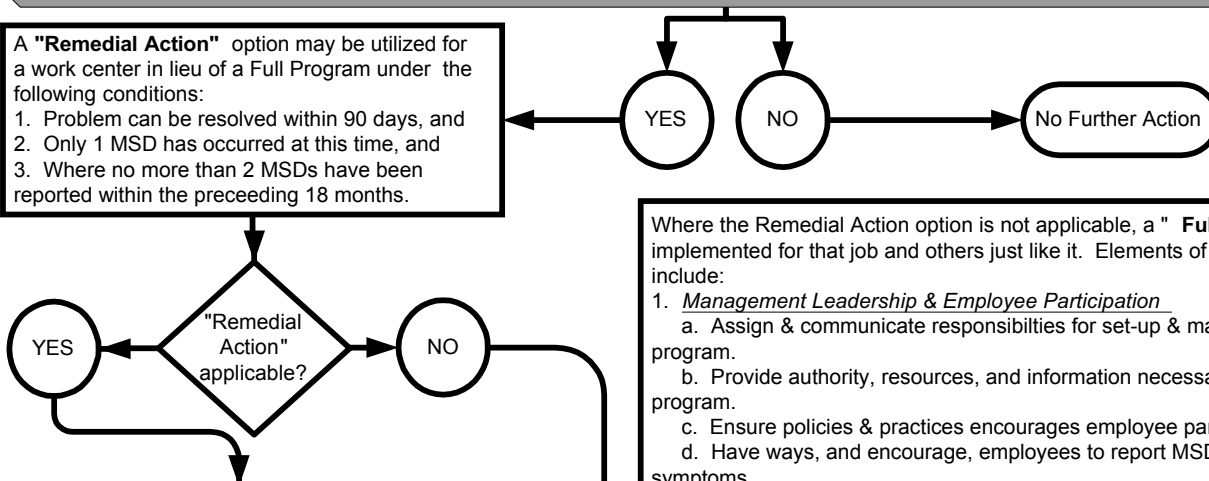 A "Remedial Action" option may be utilized for
a work center in lieu of a Full Program under the
following conditions:
1. Problem can be resolved within 90 days, and
2. Only 1 MSD has occurred at this time, and
3. Where no more than 2 MSDs have been
reported within the preceeding 18 months.
YES
NO
No Further Action
"Remedial
Action"
applicable?
YES
NO
Where the Remedial Action option is not applicable, a "
implemented for that job and others just like it. Elements of
include:
1. Management Leadership & Employee Participation
a. Assign & communicate responsibilties for set-up &
program.
b. Provide authority, resources, and information
program.
c. Ensure policies & practices encourages employee
d. Have ways, and encourage, employees to report
symptoms